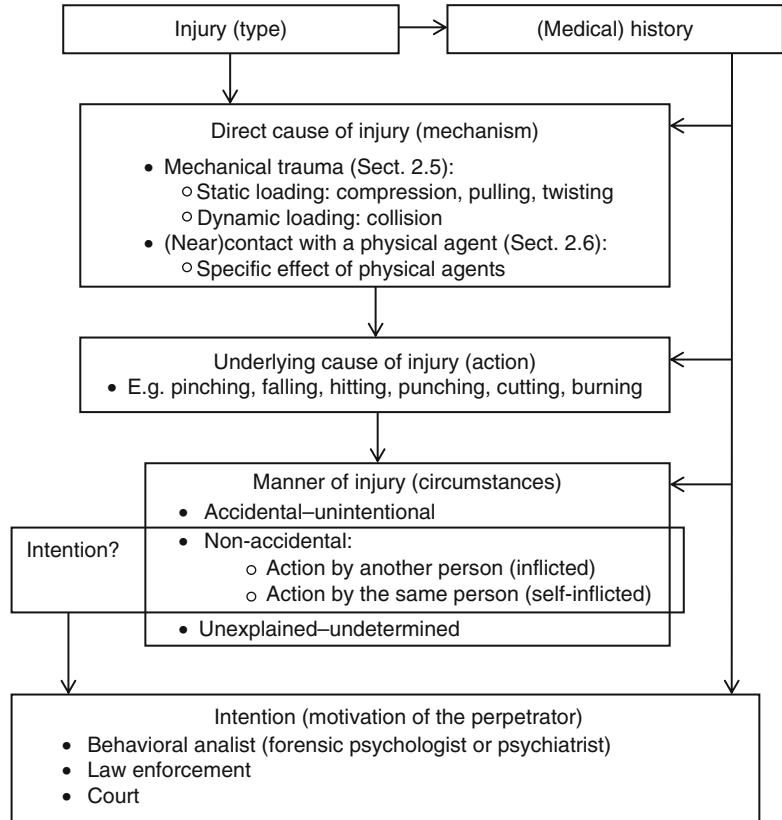 Injury (type)
(Medical) history
Direct cause of injury (mechanism)
• Mechanical trauma (Sect. 2.5):
○ Static loading: compression, pulling, twisting
○ Dynamic loading: collision
• (Near)contact with a physical agent (Sect. 2.6):
○ Specific effect of physical agents
Underlying cause of injury (action)
• E.g. pinching, falling, hitting, punching, cutting, burning
Manner of injury (circumstances)
• Accidental–unintentional
Intention?
• Non-accidental:
○ Action by another person (inflicted)
○ Action by the same person (self-inflicted)
• Unexplained–undetermined
Intention (motivation of the perpetrator)
• Behavioral analist (forensic psychologist or psychiatrist)
• Law enforcement
• Court